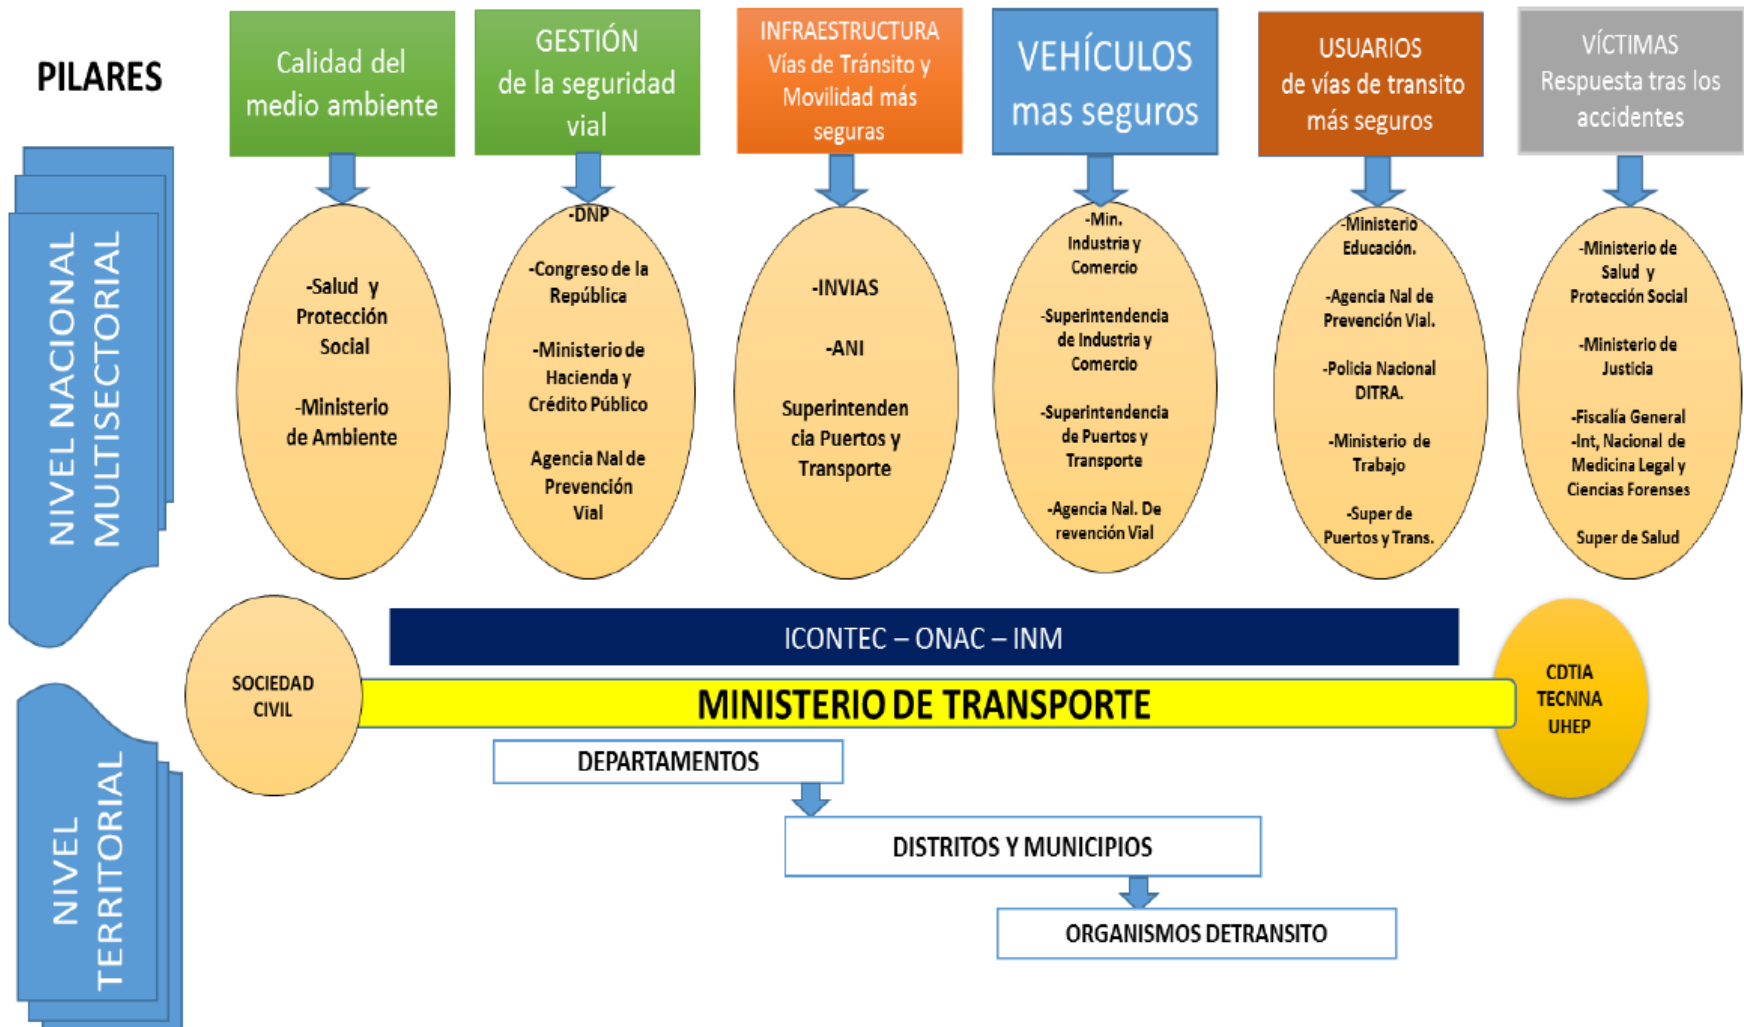 PILARES
Calidad del
medio ambiente
GESTIÓN
de la seguridad
vial
INFRAESTRUCTURA
Vías de Tránsito y
Movilidad más
seguras
VEHÍCULOS
mas seguros
USUARIOS
de vías de transito
más seguros
VÍCTIMAS
Respuesta tras los
accidentes
NIVEL NACIONAL
MULTISECTORIAL
-Salud y
Protección
Social
-Ministerio
de Ambiente
-DNP
-Congreso de la
República
-Ministerio de
Hacienda y
Crédito Público
Agencia Nal de
Prevención
Vial
-INVIAS
-ANI
Superintenden
cia Puertos y
Transporte
-Min.
Industria y
Comercio
-Superintendencia
de Industria y
Comercio
-Superintendencia
de Puertos y
Transporte
-Agencia Nal. De
revención Vial
-Ministerio
Educación.
-Agencia Nal de
Prevención Vial.
-Policia Nacional
DITRA.
-Ministerio de
Trabajo
-Super de
Puertos y Trans.
-Ministerio de
Salud y
Protección Social
-Ministerio de
Justicia
-Fiscalía General
-Int, Nacional de
Medicina Legal y
Ciencias Forenses
Super de Salud
ICONTEC – ONAC – INM
SOCIEDAD
CIVIL
MINISTERIO DE TRANSPORTE
CDTIA
TECNNA
UHEP
NIVEL
TERRITORIAL
DEPARTAMENTOS
DISTRITOS Y MUNICIPIOS
ORGANISMOS DETRANSITO